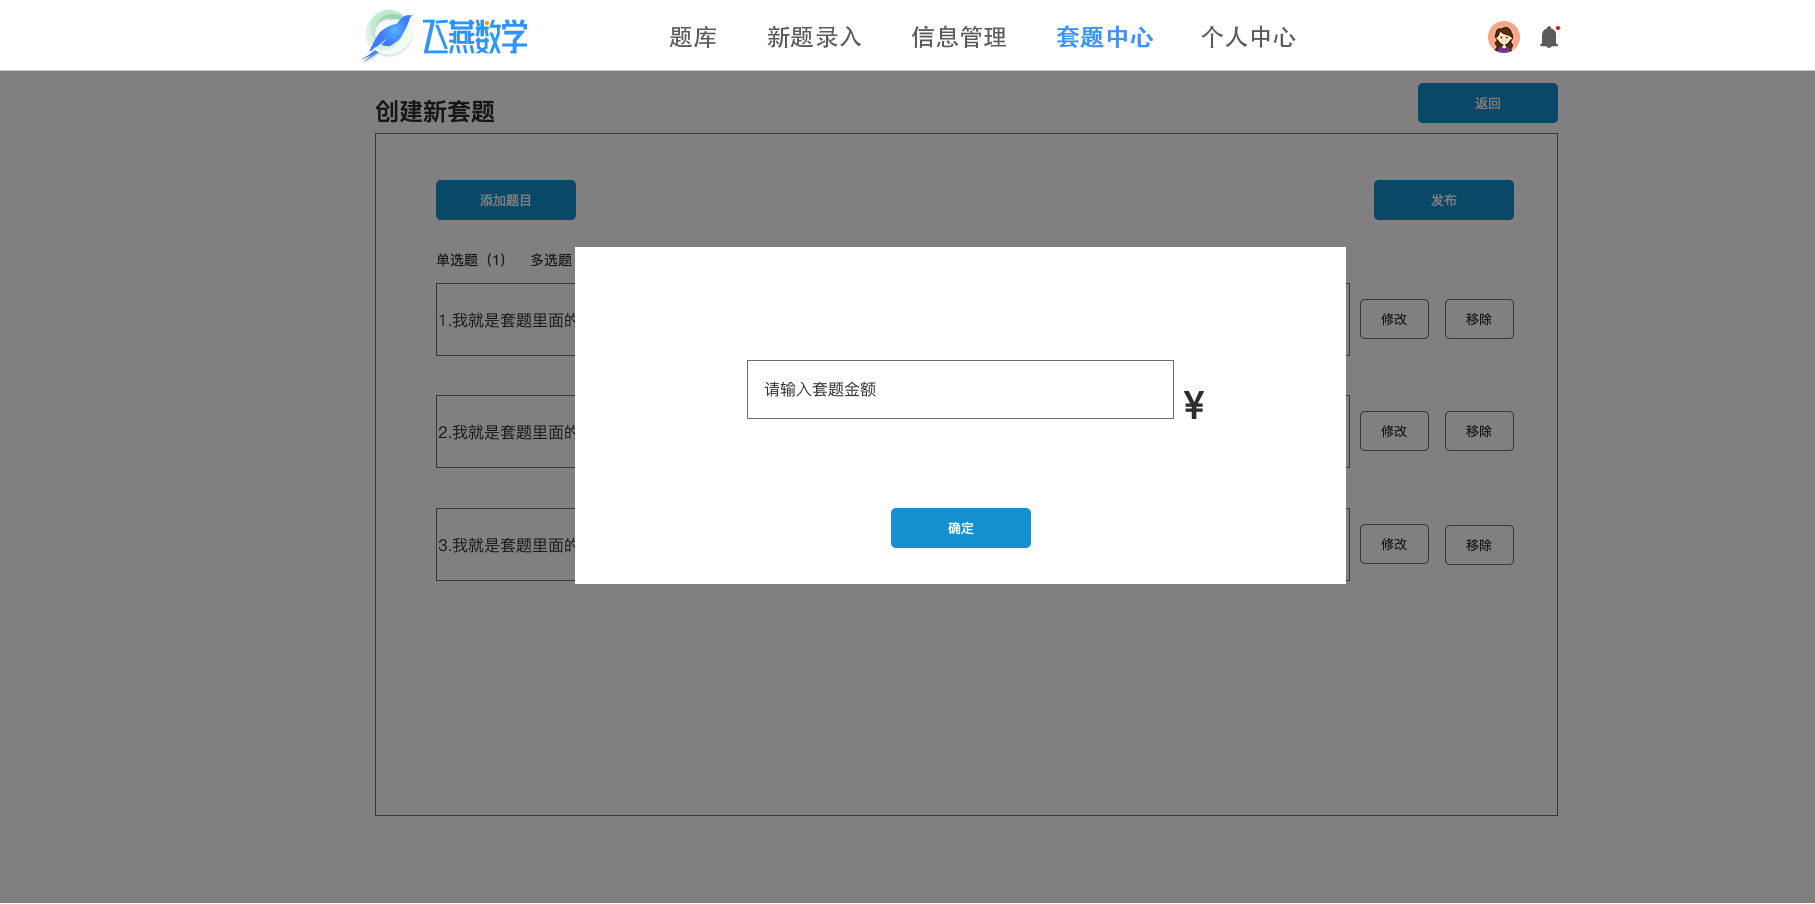 飞燕数学 题库 新题录入 信息管理 套题中心 个人中心
创建新套题 返回
添加题目 发布
单选题（1） 多选题
1.我就是套题里面的 修改 移除
请输入套题金额 ¥
2.我就是套题里面的 修改 移除
确定
3.我就是套题里面的 修改 移除